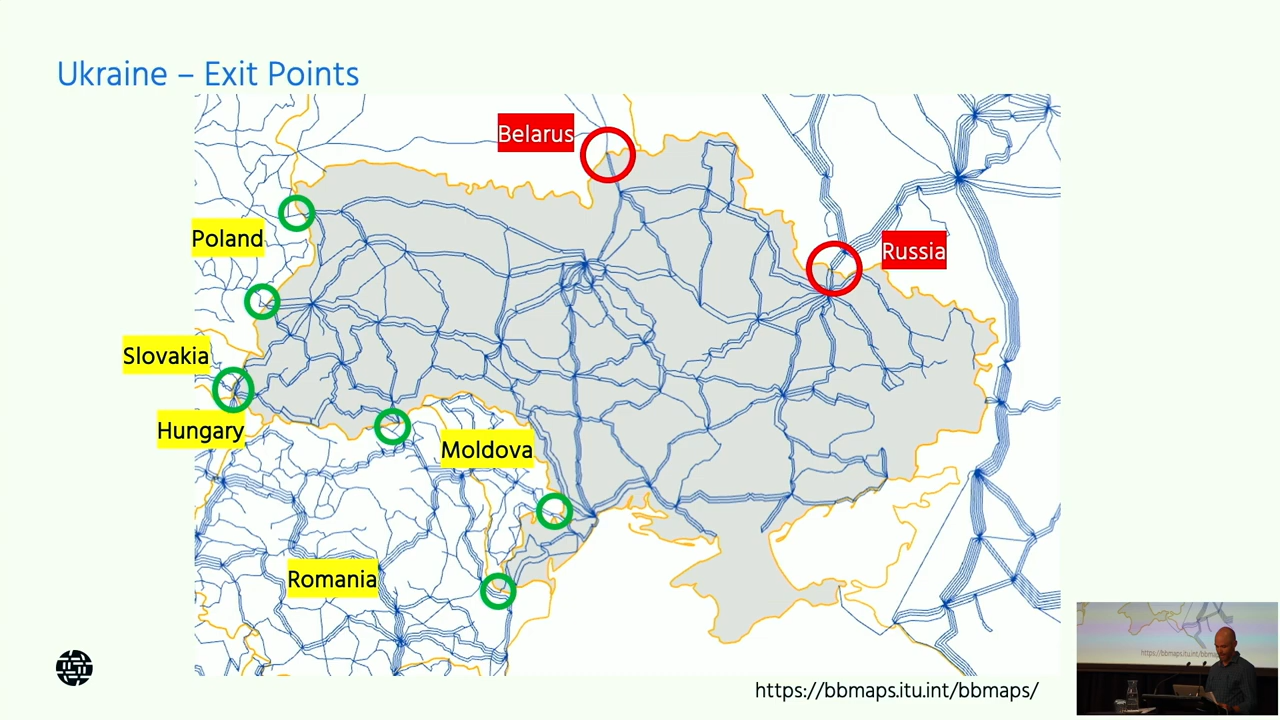 Ukraine – Exit Points
Belarus
Poland
Russia
Slovakia
Hungary
Moldova
Romania
https://bbmaps.itu.int/bbmaps/